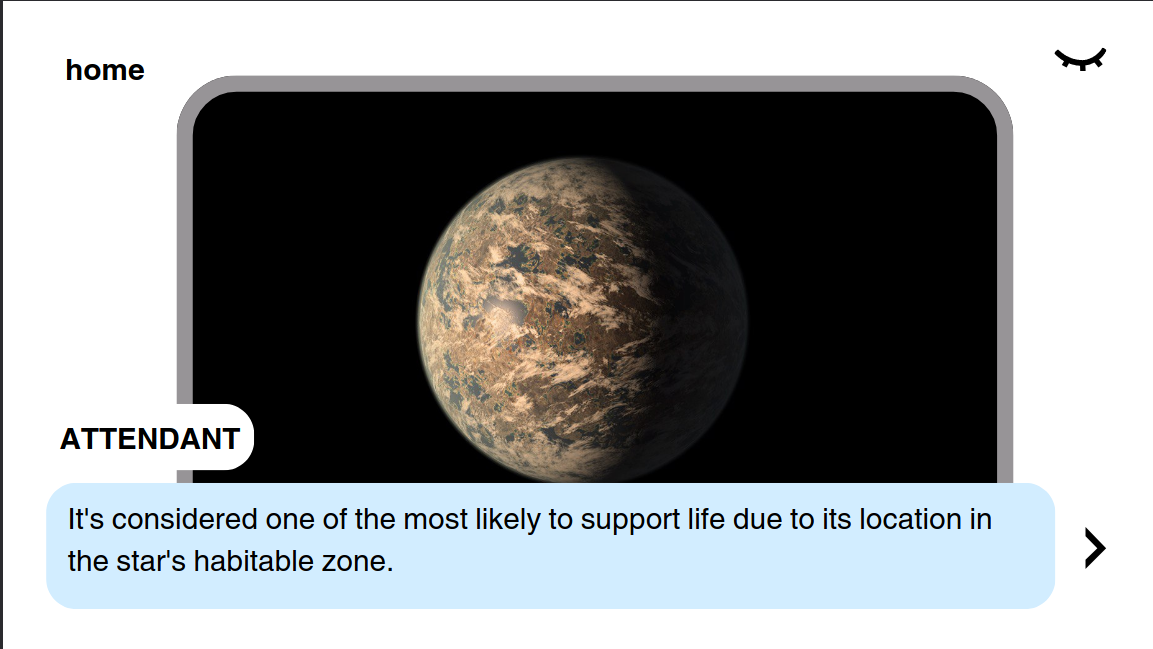 home
ATTENDANT
It's considered one of the most likely to support life due to its location in
the star's habitable zone.